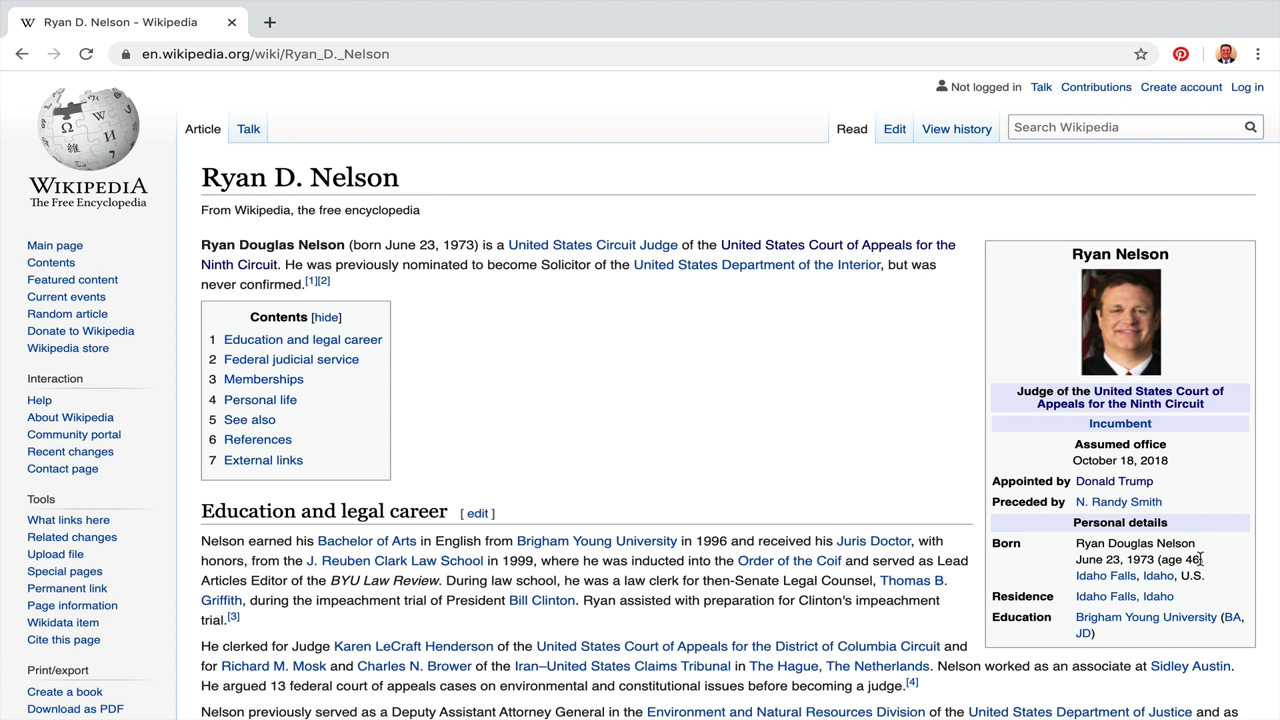 Ryan D. Nelson - Wikipedia
en.wikipedia.org/wiki/Ryan_D._Nelson
Not logged in Talk Contributions Create account Log in
Article Talk Read Edit View history Search Wikipedia
WIKIPEDIA
The Free Encyclopedia
Main page
Contents
Featured content
Current events
Random article
Donate to Wikipedia
Wikipedia store
Interaction
Help
About Wikipedia
Community portal
Recent changes
Contact page
Tools
What links here
Related changes
Upload file
Special pages
Permanent link
Page information
Wikidata item
Cite this page
Print/export
Create a book
Download as PDF
Ryan D. Nelson
From Wikipedia, the free encyclopedia
Ryan Douglas Nelson (born June 23, 1973) is a United States Circuit Judge of the United States Court of Appeals for the
Ninth Circuit. He was previously nominated to become Solicitor of the United States Department of the Interior, but was
never confirmed.[1][2]
Contents [hide]
1 Education and legal career
2 Federal judicial service
3 Memberships
4 Personal life
5 See also
6 References
7 External links
Ryan Nelson
Judge of the United States Court of
Appeals for the Ninth Circuit
Incumbent
Assumed office
October 18, 2018
Appointed by Donald Trump
Preceded by N. Randy Smith
Personal details
Born Ryan Douglas Nelson
June 23, 1973 (age 46)
Idaho Falls, Idaho, U.S.
Residence Idaho Falls, Idaho
Education Brigham Young University (BA,
JD)
Education and legal career [ edit ]
Nelson earned his Bachelor of Arts in English from Brigham Young University in 1996 and received his Juris Doctor, with
honors, from the J. Reuben Clark Law School in 1999, where he was inducted into the Order of the Coif and served as Lead
Articles Editor of the BYU Law Review. During law school, he was a law clerk for then-Senate Legal Counsel, Thomas B.
Griffith, during the impeachment trial of President Bill Clinton. Ryan assisted with preparation for Clinton's impeachment
trial.[3]
He clerked for Judge Karen LeCraft Henderson of the United States Court of Appeals for the District of Columbia Circuit and
for Richard M. Mosk and Charles N. Brower of the Iran–United States Claims Tribunal in The Hague, The Netherlands. Nelson worked as an associate at Sidley Austin.
He argued 13 federal court of appeals cases on environmental and constitutional issues before becoming a judge.[4]
Nelson previously served as a Deputy Assistant Attorney General in the Environment and Natural Resources Division of the United States Department of Justice and as